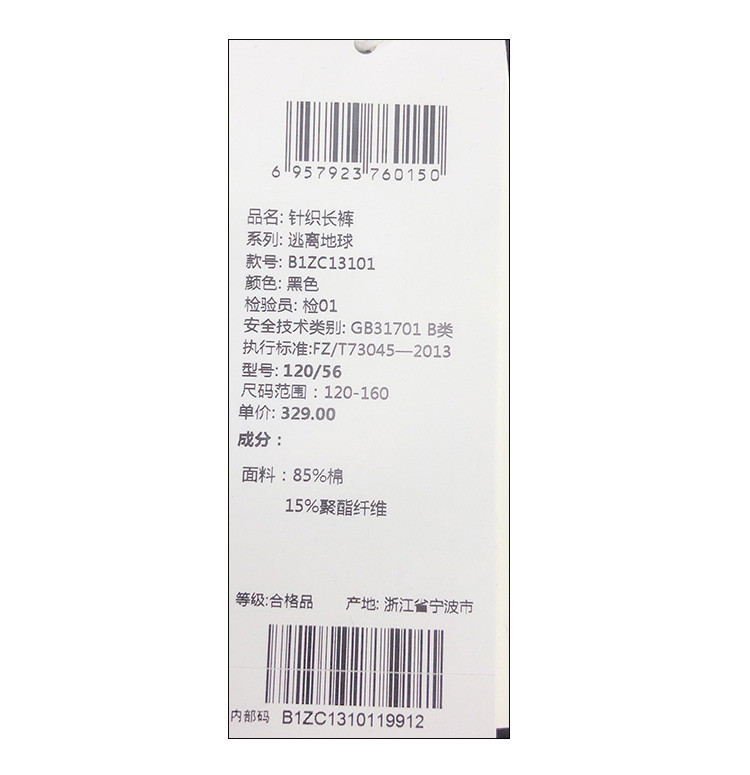 6 957923 760150
品名: 针织长裤
系列: 逃离地球
款号: B1ZC13101
颜色: 黑色
检验员: 检01
安全技术类别: GB31701 B类
执行标准:FZ/T73045—2013
型号: 120/56
尺码范围：120-160
单价: 329.00
成分：
面料：85%棉
15%聚酯纤维
等级:合格品 产地: 浙江省宁波市
内部码 B1ZC1310119912